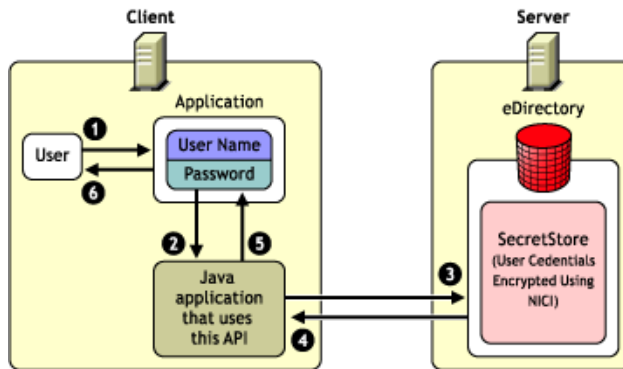 Client
Server
Application
eDirectory
User
1
6
User Name
Password
2
5
Java
application
that uses
this API
3
4
SecretStore
(User Cedentials
Encrypted Using
NICI)